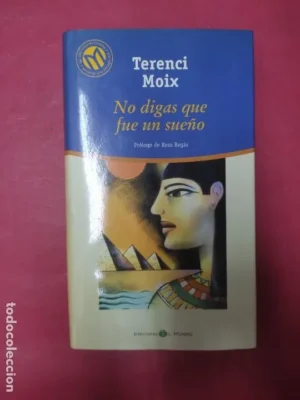 Terenci
Moix
No digas que
fue un sueño
Prólogo de Rosa Regàs
todocoleccion